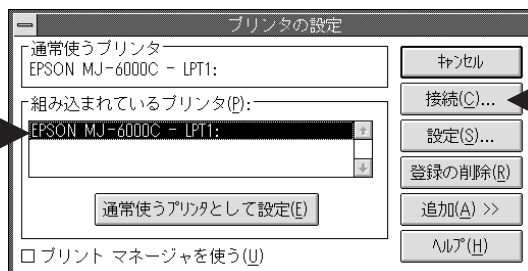 プリンタの設定
通常使うプリンタ
EPSON MJ-6000C - LPT1:
組み込まれているプリンタ(P):
EPSON MJ-6000C - LPT1:
通常使うプリンタとして設定(E)
プリント マネージャを使う(U)
キャンセル
接続(C)...
設定(S)...
登録の削除(R)
追加(A) >>
ヘルプ(H)